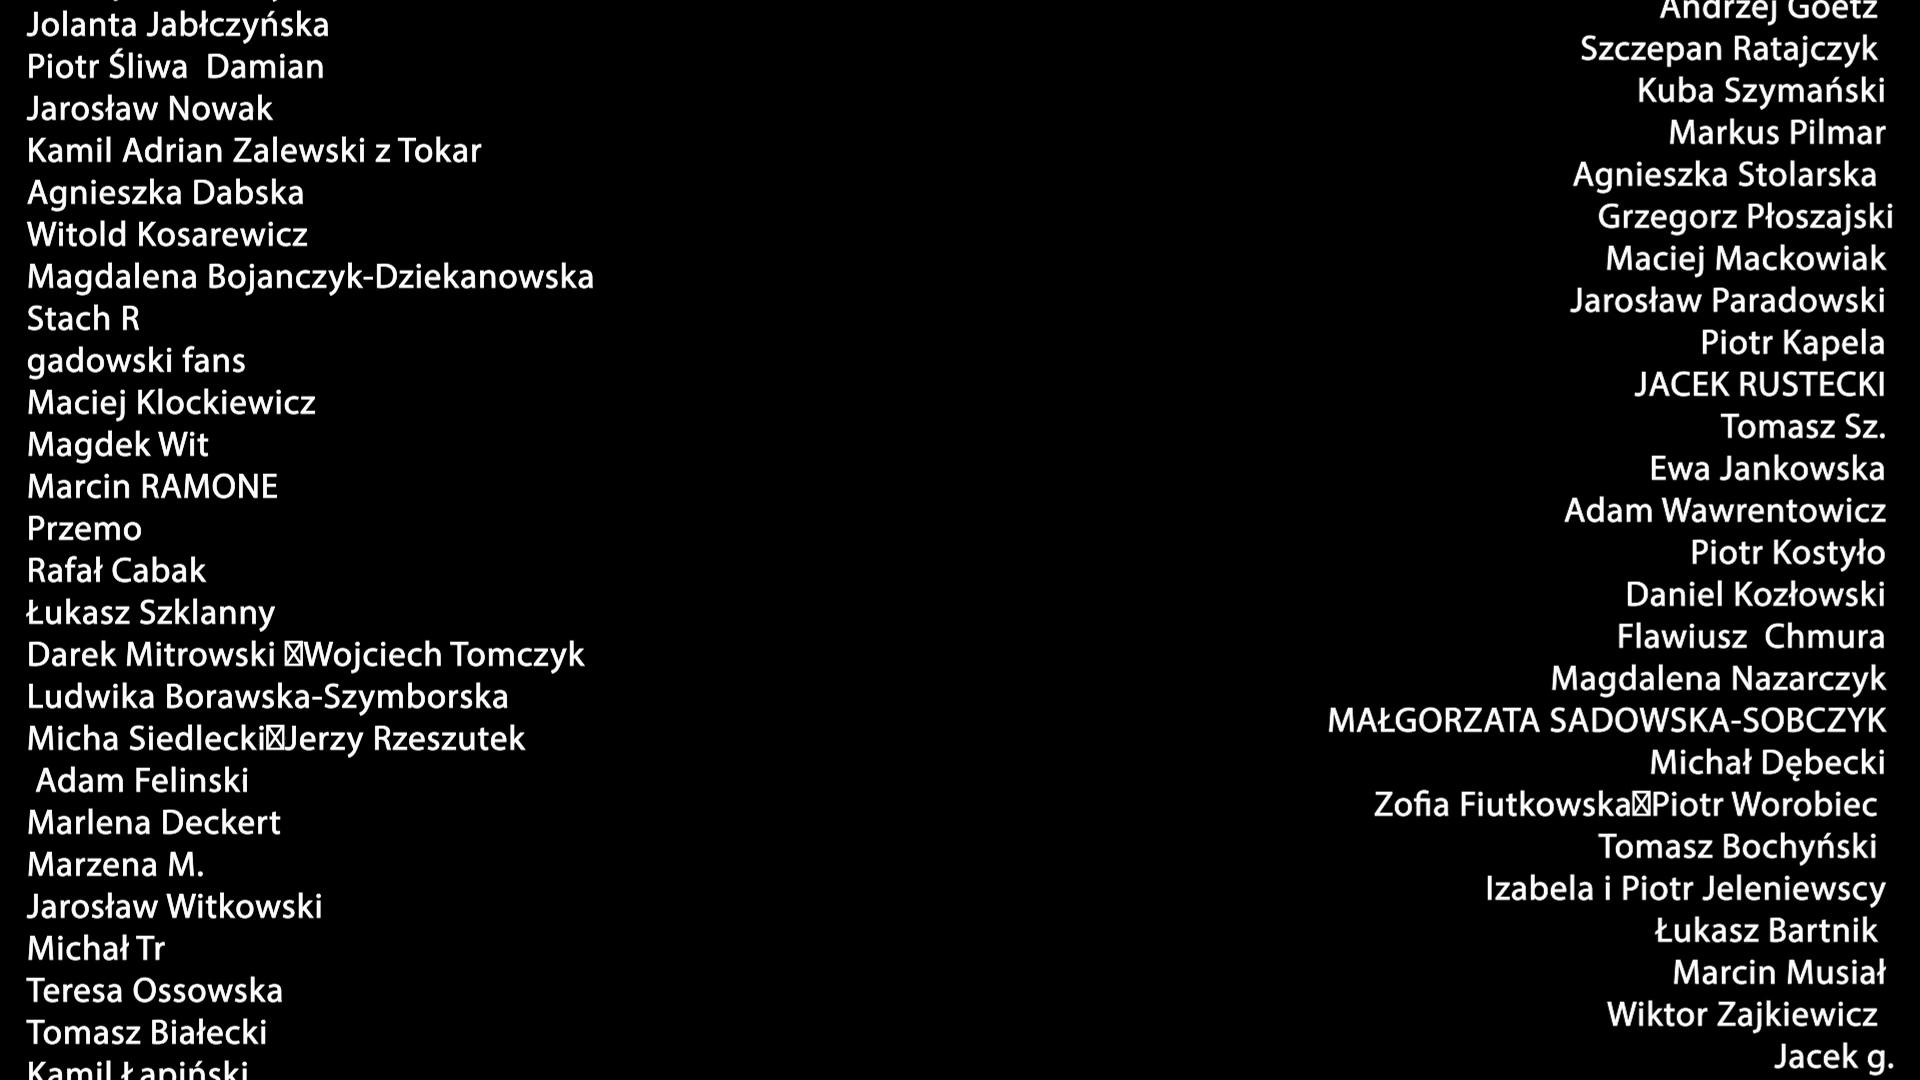 Jolanta Jabłczyńska
Piotr Śliwa  Damian
Jarosław Nowak
Kamil Adrian Zalewski z Tokar
Agnieszka Dabska
Witold Kosarewicz
Magdalena Bojanczyk-Dziekanowska
Stach R
gadowski fans
Maciej Klockiewicz
Magdek Wit
Marcin RAMONE
Przemo
Rafał Cabak
Łukasz Szklanny
Darek Mitrowski Wojciech Tomczyk
Ludwika Borawska-Szymborska
Micha Siedlecki Jerzy Rzeszutek
Adam Felinski
Marlena Deckert
Marzena M.
Jarosław Witkowski
Michał Tr
Teresa Ossowska
Tomasz Białecki
Kamil Łapiński
Andrzej Goetz
Szczepan Ratajczyk
Kuba Szymański
Markus Pilmar
Agnieszka Stolarska
Grzegorz Płoszajski
Maciej Mackowiak
Jarosław Paradowski
Piotr Kapela
JACEK RUSTECKI
Tomasz Sz.
Ewa Jankowska
Adam Wawrentowicz
Piotr Kostyło
Daniel Kozłowski
Flawiusz  Chmura
Magdalena Nazarczyk
MAŁGORZATA SADOWSKA-SOBCZYK
Michał Dębecki
Zofia Fiutkowska Piotr Worobiec
Tomasz Bochyński
Izabela i Piotr Jeleniewscy
Łukasz Bartnik
Marcin Musiał
Wiktor Zajkiewicz
Jacek g.